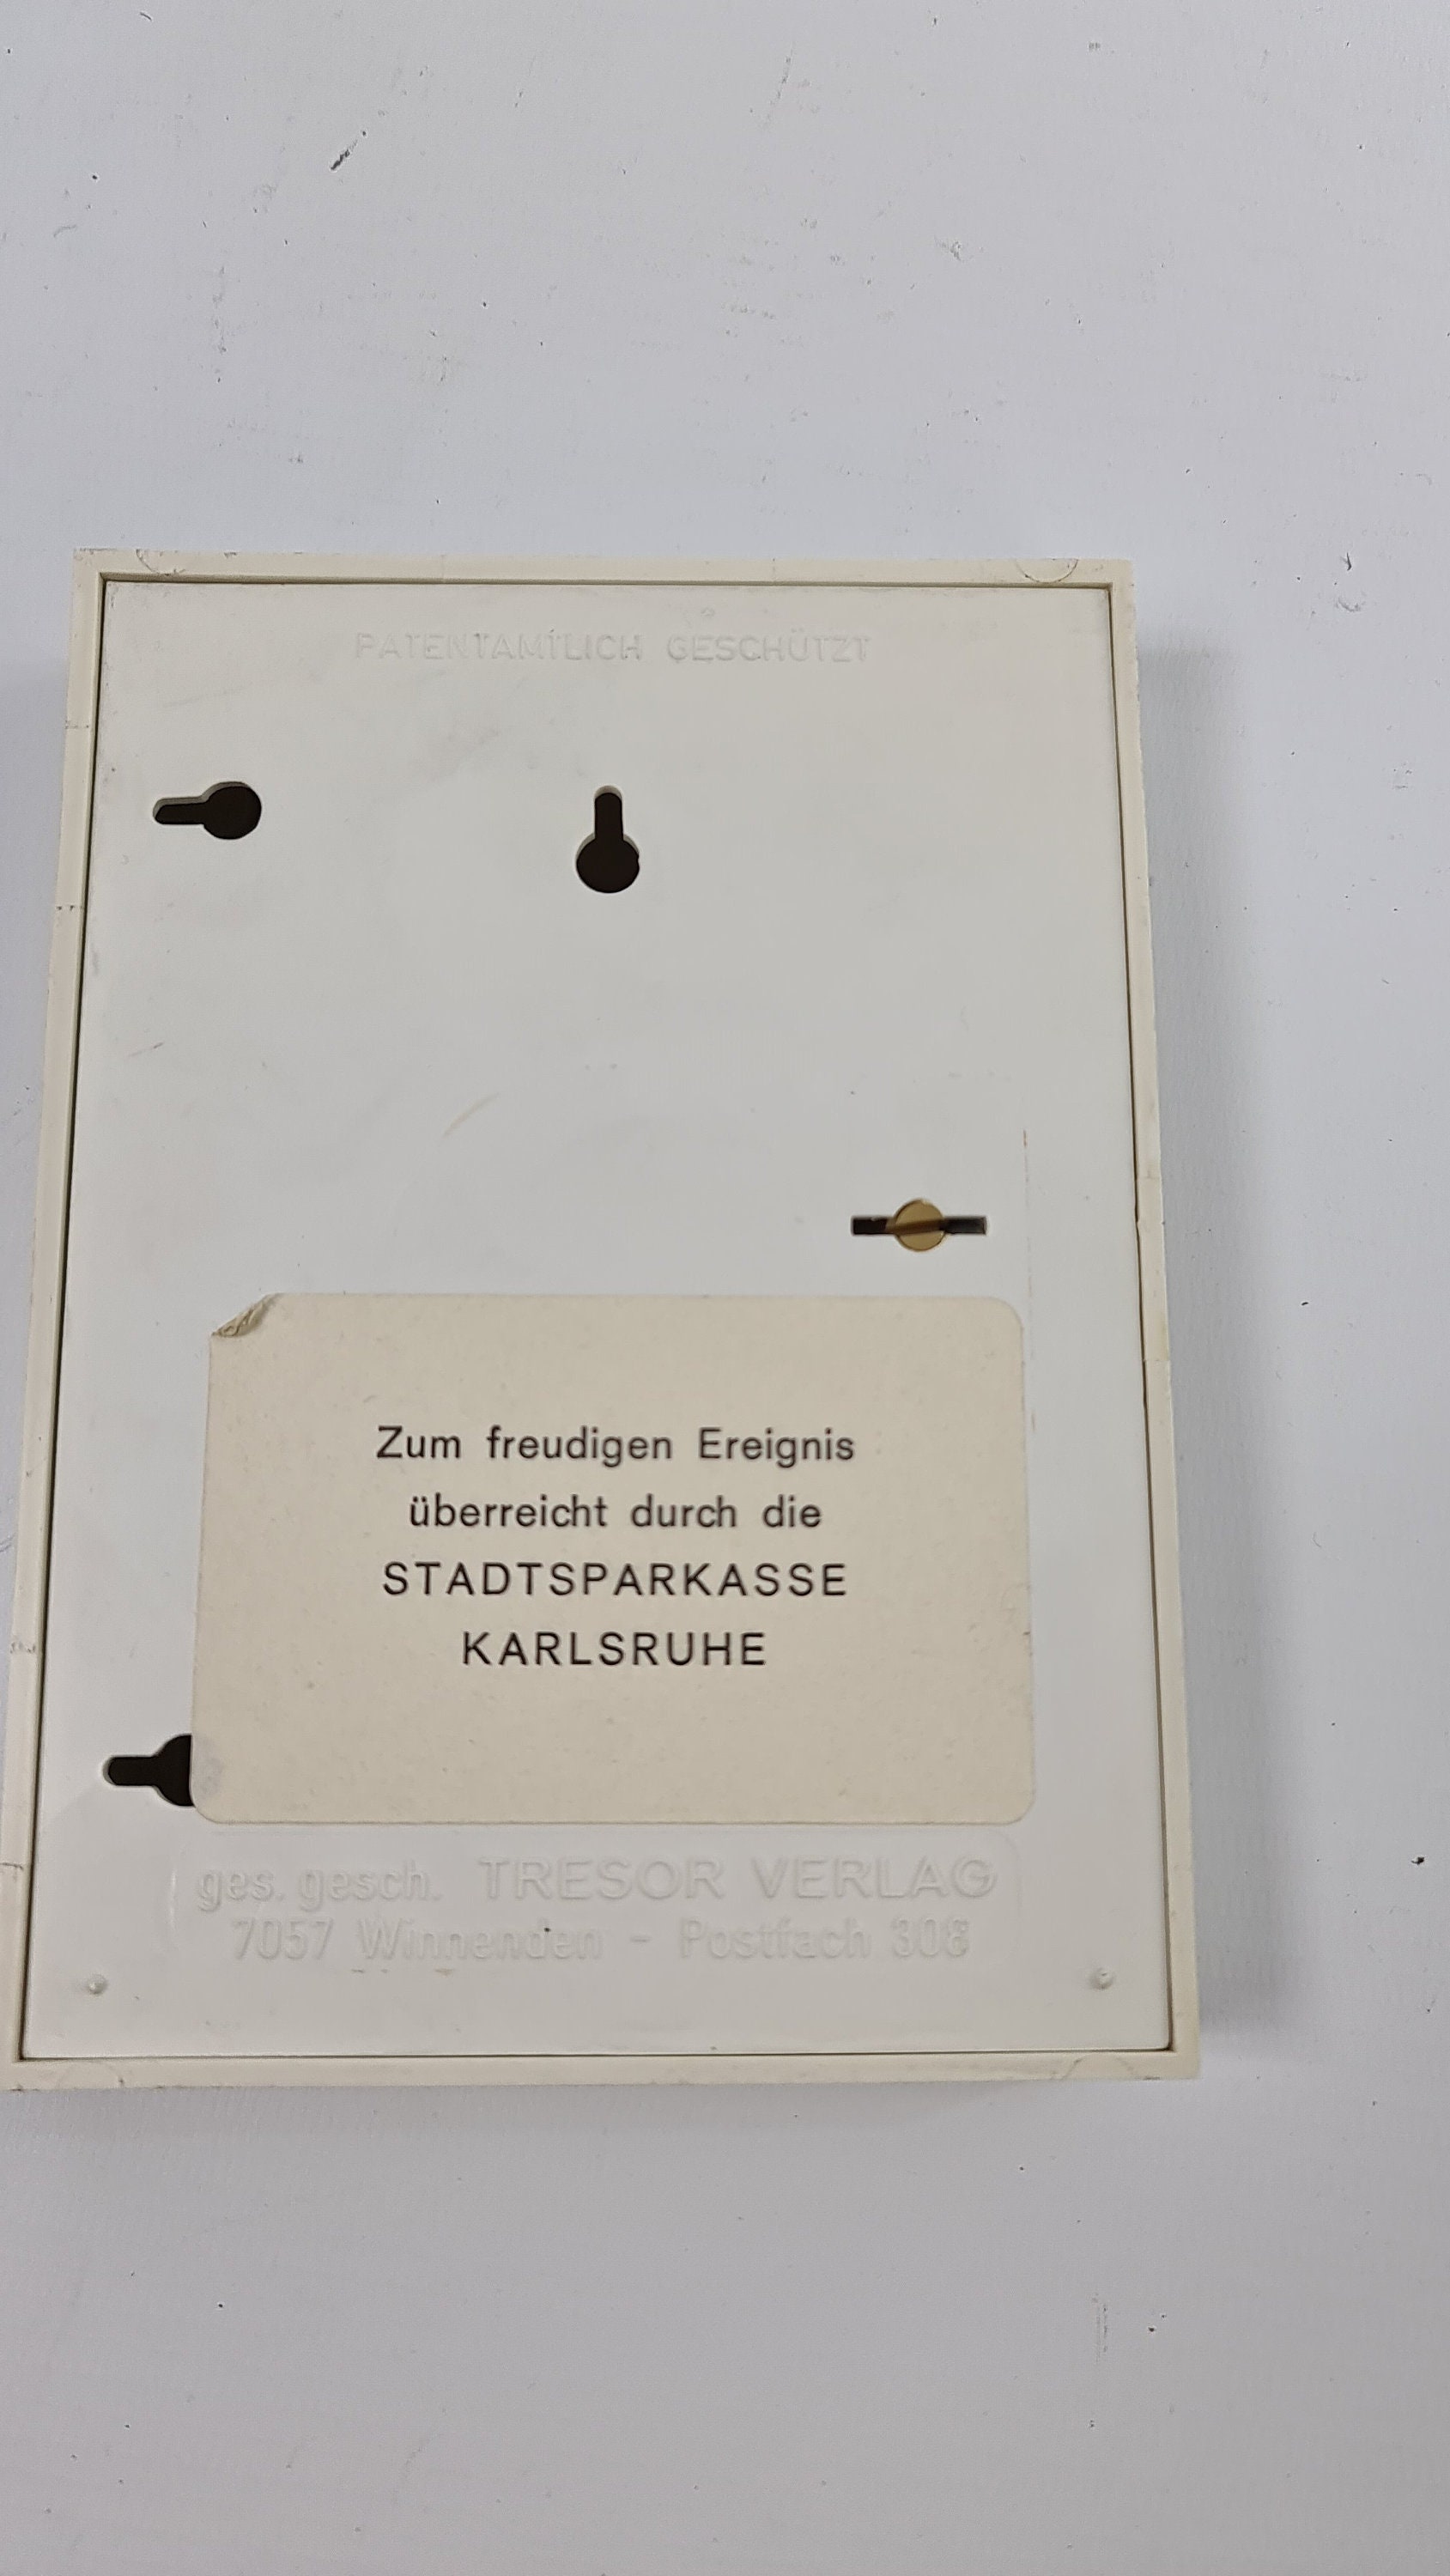 PATENTAMTLICH GESCHÜTZT
Zum freudigen Ereignis
überreicht durch die
STADTSPARKASSE
KARLSRUHE
ges. gesch. TRESOR VERLAG
7057 Winnenden - Postfach 308